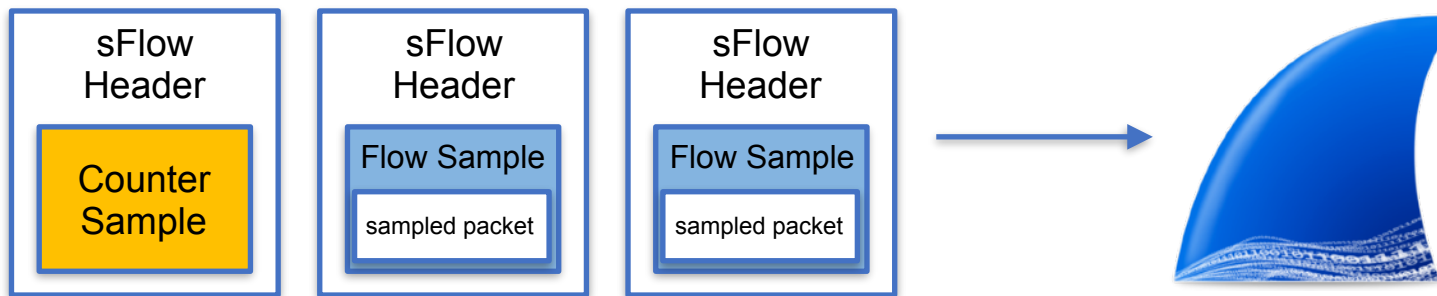 sFlow
Header
Counter
Sample
sFlow
Header
Flow Sample
sampled packet
sFlow
Header
Flow Sample
sampled packet